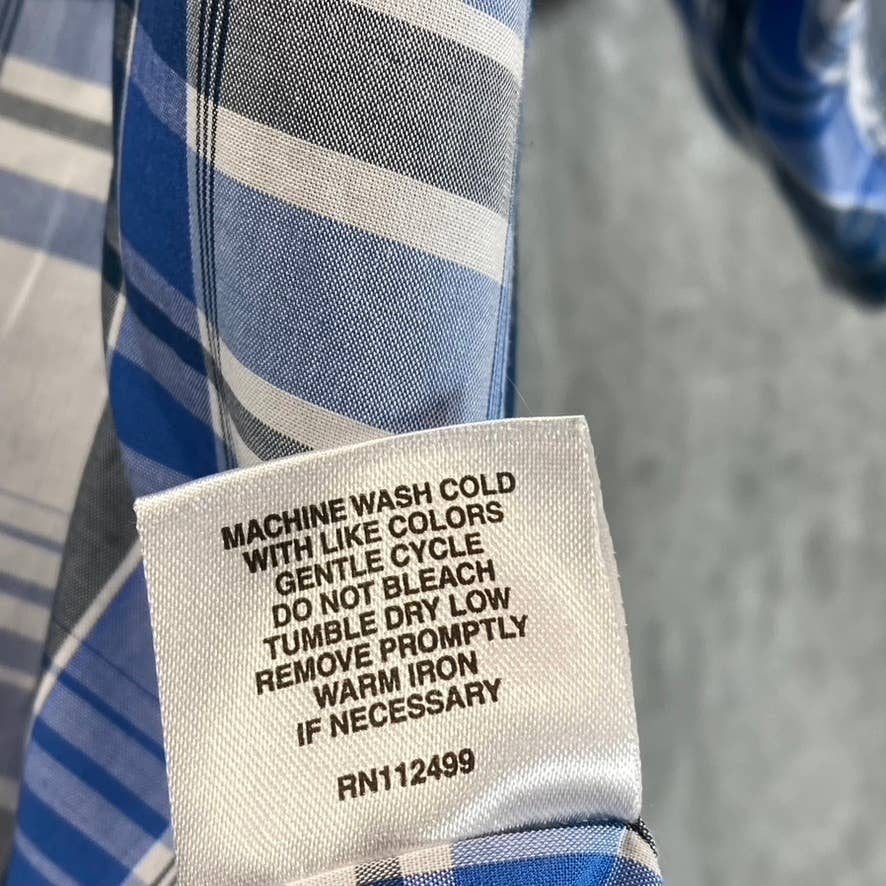 MACHINE WASH COLD
WITH LIKE COLORS
GENTLE CYCLE
DO NOT BLEACH
TUMBLE DRY LOW
REMOVE PROMPTLY
WARM IRON
IF NECESSARY
RN112499